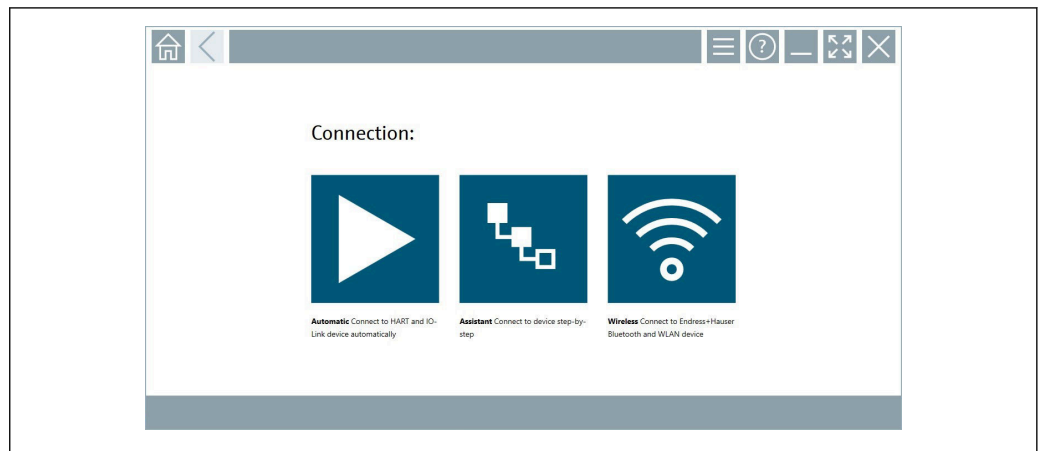 ?
Connection:
Automatic Connect to HART and IO-
Link device automatically
Assistant Connect to device step-by-
step
Wireless Connect to Endress+Hauser
Bluetooth and WLAN device